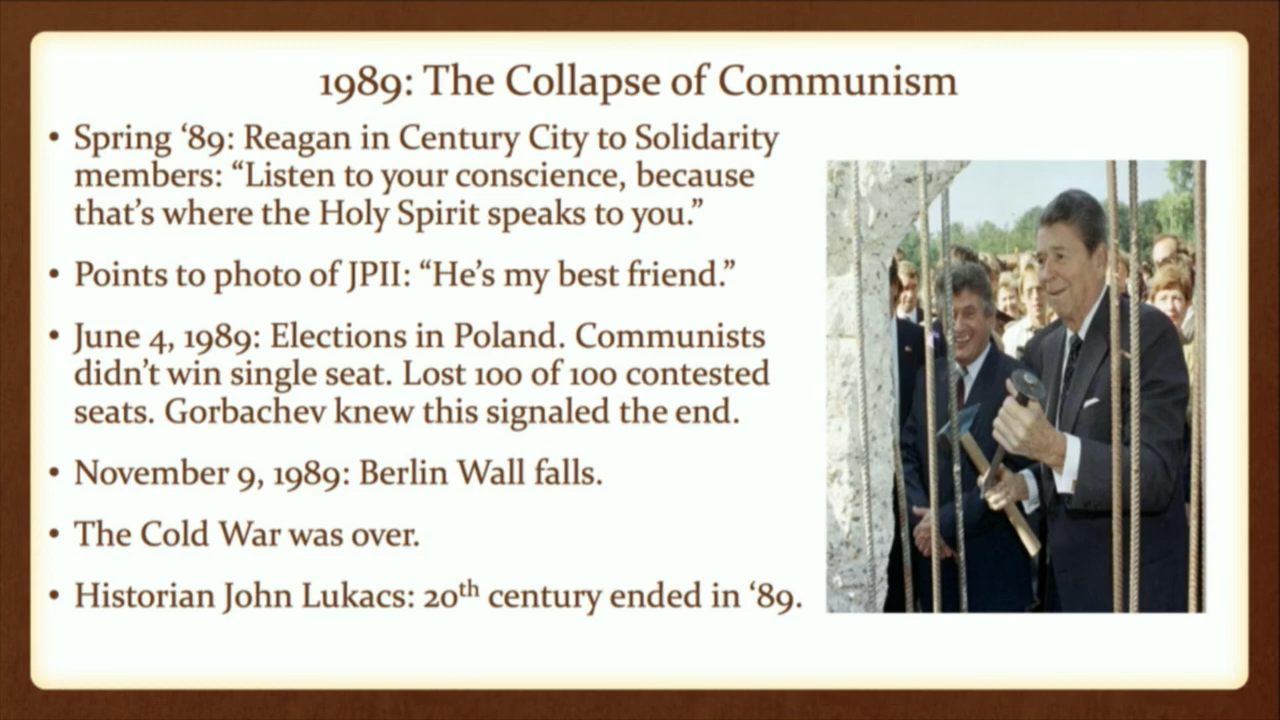 1989: The Collapse of Communism
• Spring ‘89: Reagan in Century City to Solidarity
members: “Listen to your conscience, because
that’s where the Holy Spirit speaks to you.”
• Points to photo of JPII: “He’s my best friend.”
• June 4, 1989: Elections in Poland. Communists
didn’t win single seat. Lost 100 of 100 contested
seats. Gorbachev knew this signaled the end.
• November 9, 1989: Berlin Wall falls.
• The Cold War was over.
• Historian John Lukacs: 20th century ended in ‘89.